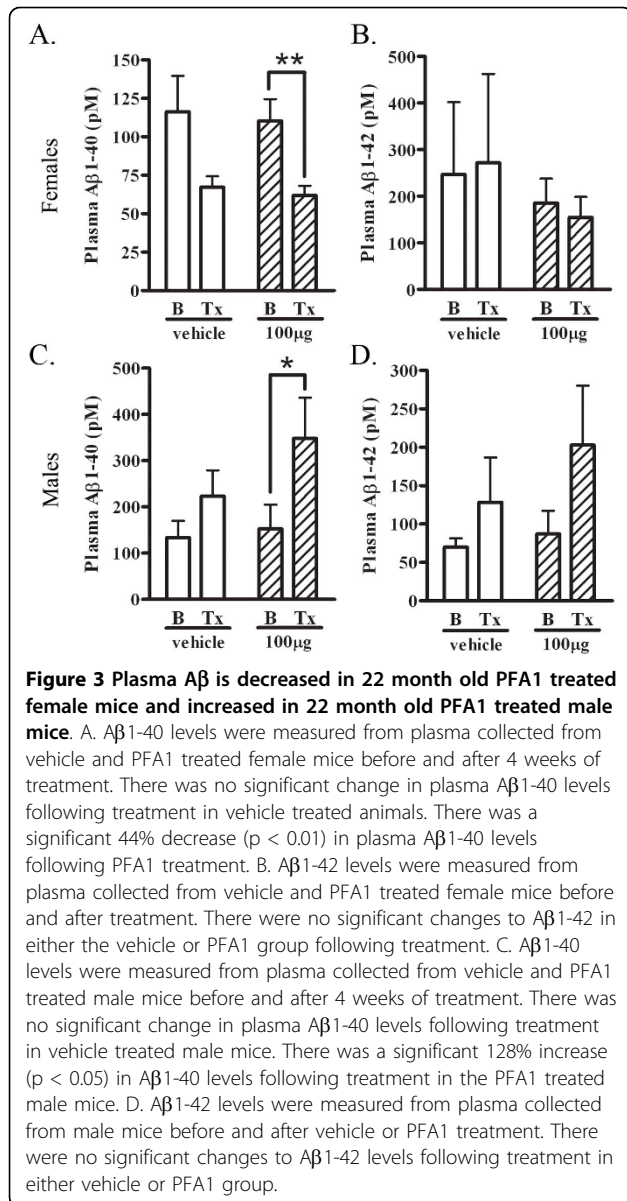 A.
B.
Females
Plasma Aβ1-40 (pM)
150
125
100
75
50
25
0
**
B Tx B Tx
vehicle 100μg
Plasma Aβ1-42 (pM)
500
400
300
200
100
0
B Tx B Tx
vehicle 100μg
C.
D.
Males
Plasma Aβ1-40 (pM)
500
400
300
200
100
0
*
B Tx B Tx
vehicle 100μg
Plasma Aβ1-42 (pM)
300
250
200
150
100
50
0
B Tx B Tx
vehicle 100μg
Figure 3 Plasma Aβ is decreased in 22 month old PFA1 treated
female mice and increased in 22 month old PFA1 treated male
mice. A. Aβ1-40 levels were measured from plasma collected from
vehicle and PFA1 treated female mice before and after 4 weeks of
treatment. There was no significant change in plasma Aβ1-40 levels
following treatment in vehicle treated animals. There was a
significant 44% decrease (p < 0.01) in plasma Aβ1-40 levels
following PFA1 treatment. B. Aβ1-42 levels were measured from
plasma collected from vehicle and PFA1 treated female mice before
and after treatment. There were no significant changes to Aβ1-42 in
either the vehicle or PFA1 group following treatment. C. Aβ1-40
levels were measured from plasma collected from vehicle and PFA1
treated male mice before and after 4 weeks of treatment. There was
no significant change in plasma Aβ1-40 levels following treatment
in vehicle treated male mice. There was a significant 128% increase
(p < 0.05) in Aβ1-40 levels following treatment in the PFA1 treated
male mice. D. Aβ1-42 levels were measured from plasma collected
from male mice before and after vehicle or PFA1 treatment. There
were no significant changes to Aβ1-42 levels following treatment in
either vehicle or PFA1 group.